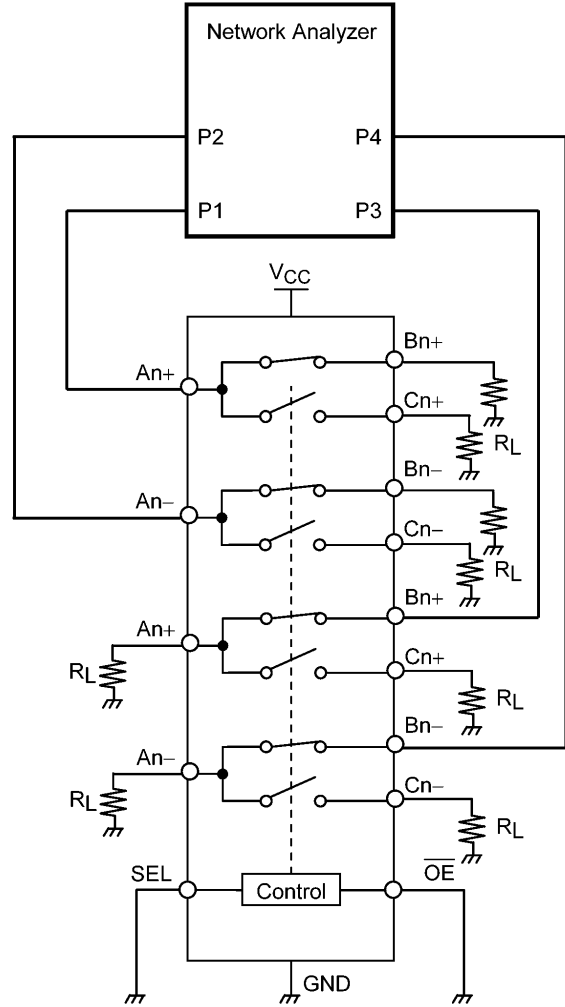 Network Analyzer
P2 P4
P1 P3
VCC
An+ Bn+
Cn+
RL
An− Bn−
Cn−
RL
An+ Bn+
RL Cn+
RL
An− Bn−
RL Cn−
RL
SEL Control OE
GND